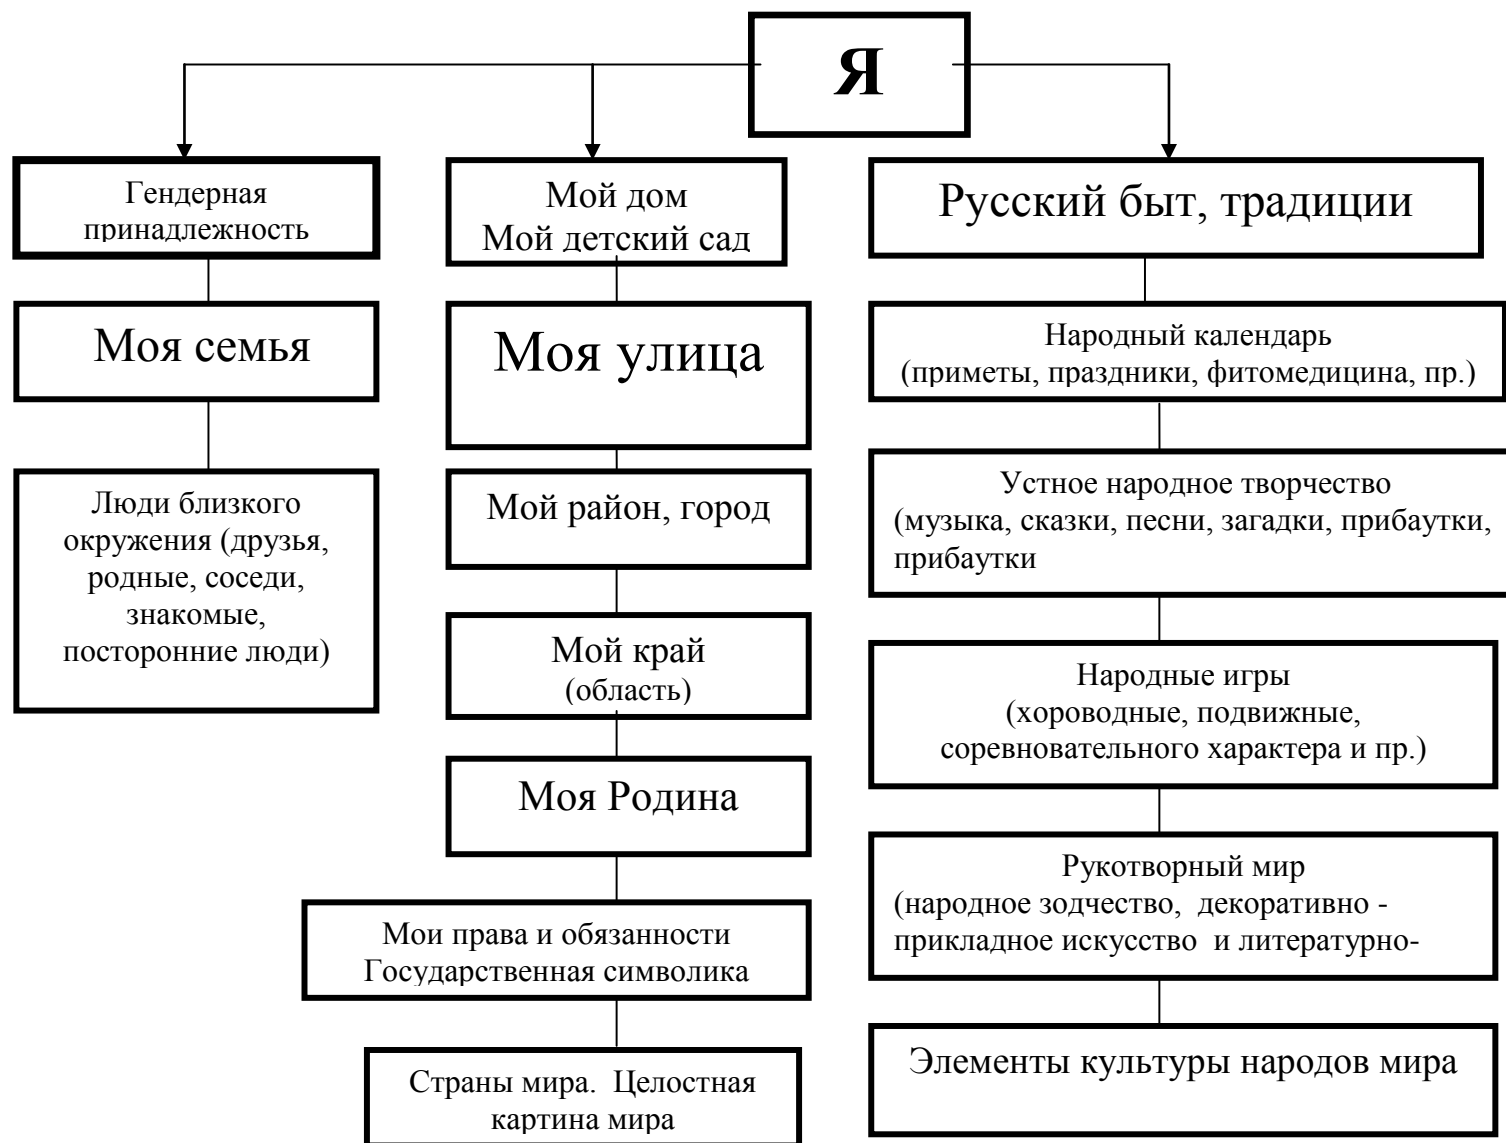 Я
Гендерная
принадлежность
Моя семья
Люди близкого
окружения (друзья,
родные, соседи,
знакомые,
посторонние люди)
Мой дом
Мой детский сад
Моя улица
Мой район, город
Мой край
(область)
Моя Родина
Мои права и обязанности
Государственная символика
Страны мира. Целостная
картина мира
Русский быт, традиции
Народный календарь
(приметы, праздники, фитомедицина, пр.)
Устное народное творчество
(музыка, сказки, песни, загадки, прибаутки,
прибаутки
Народные игры
(хороводные, подвижные,
соревновательного характера и пр.)
Рукотворный мир
(народное зодчество, декоративно -
прикладное искусство и литературно-
Элементы культуры народов мира